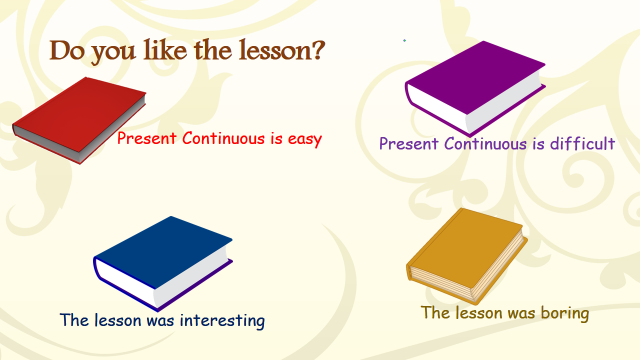 Do you like the lesson?
Present Continuous is easy
Present Continuous is difficult
The lesson was interesting
The lesson was boring